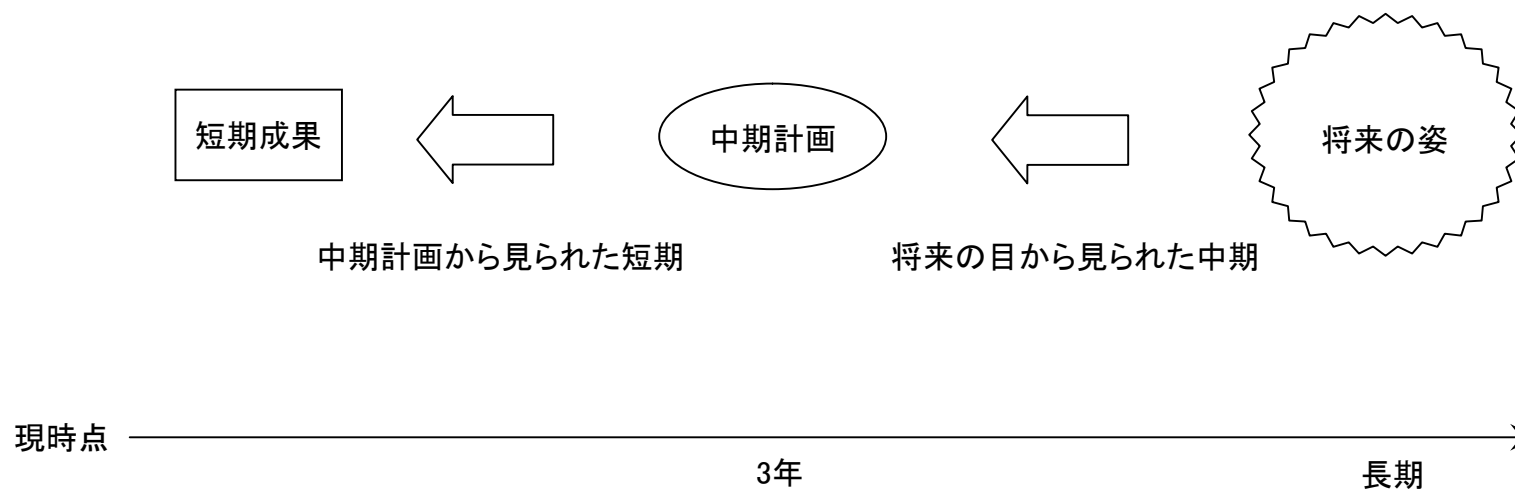 短期成果
中期計画
将来の姿
中期計画から見られた短期
将来の目から見られた中期
現時点
3年
長期